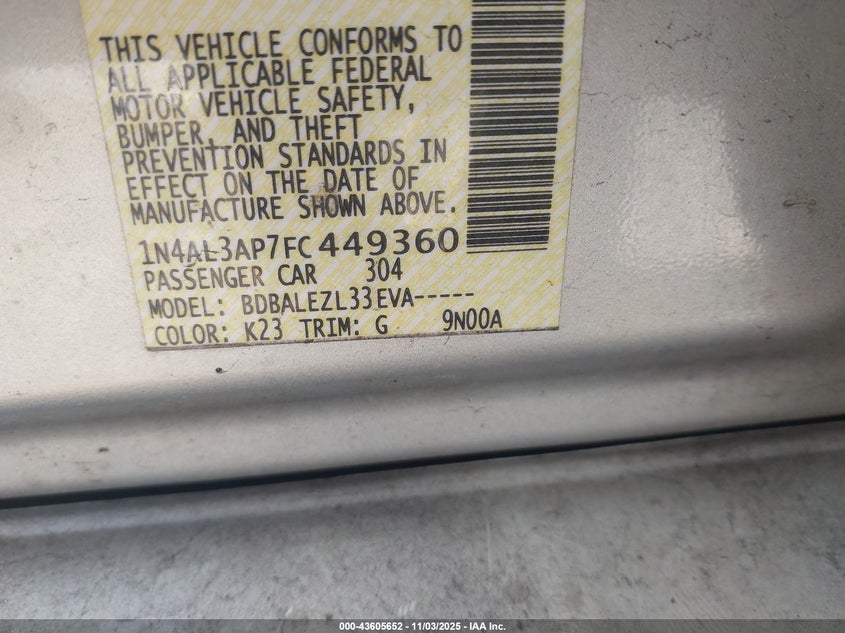 THIS VEHICLE CONFORMS TO
ALL APPLICABLE FEDERAL
MOTOR VEHICLE SAFETY,
BUMPER, AND THEFT
PREVENTION STANDARDS IN
EFFECT ON THE DATE OF
MANUFACTURE SHOWN ABOVE.
1N4AL3AP7FC449360
PASSENGER CAR 304
MODEL: BDBALEZL33EVA-----
COLOR: K23 TRIM: G 9N00A
000-43605652 - 11/03/2025 - IAA Inc.